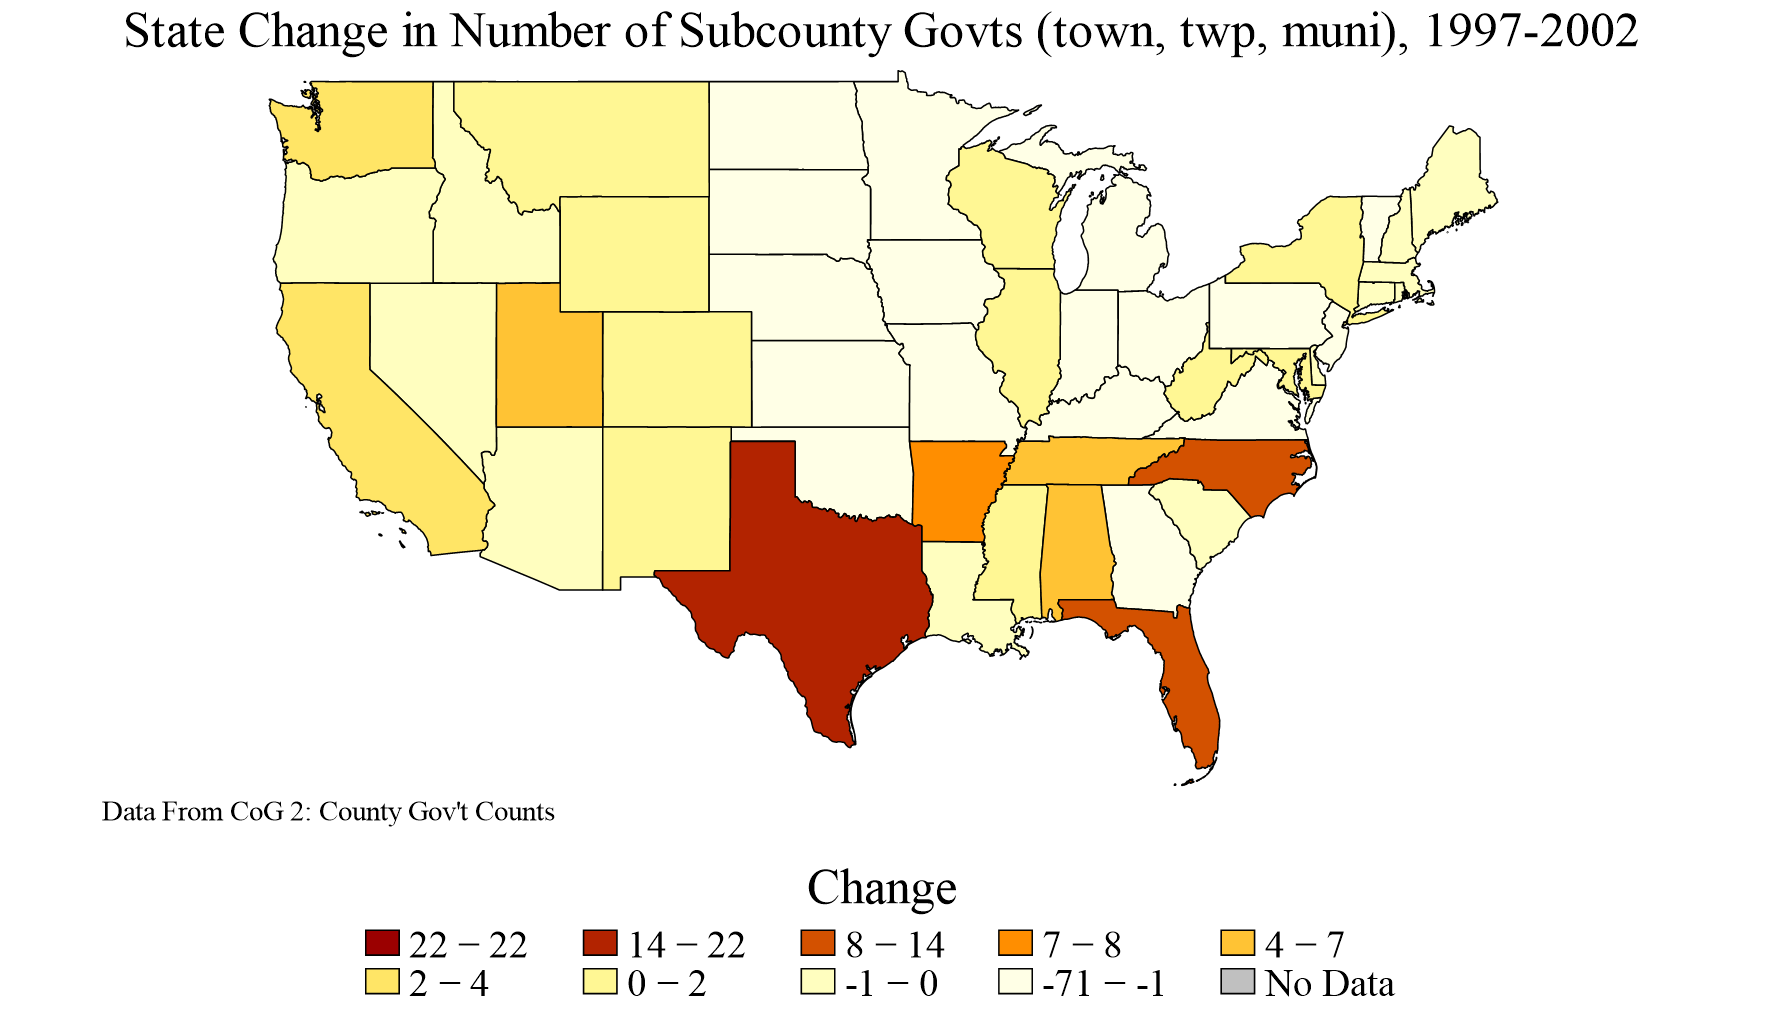 State Change in Number of Subcounty Govts (town, twp, muni), 1997-2002
Data From CoG 2: County Gov't Counts
Change
22 – 22 14 – 22 8 – 14 7 – 8 4 – 7
2 – 4 0 – 2 -1 – 0 -71 – -1 No Data